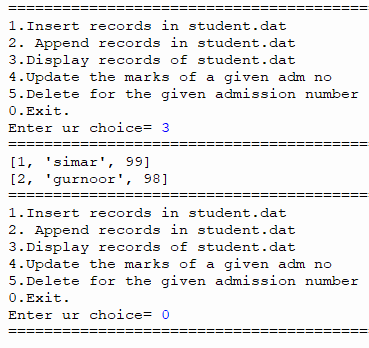 ========================================
1.Insert records in student.dat
2. Append records in student.dat
3.Display records of student.dat
4.Update the marks of a given adm no
5.Delete for the given admission number
0.Exit.
Enter ur choice= 3
========================================
[1, 'simar', 99]
[2, 'gurnoor', 98]
========================================
1.Insert records in student.dat
2. Append records in student.dat
3.Display records of student.dat
4.Update the marks of a given adm no
5.Delete for the given admission number
0.Exit.
Enter ur choice= 0
========================================